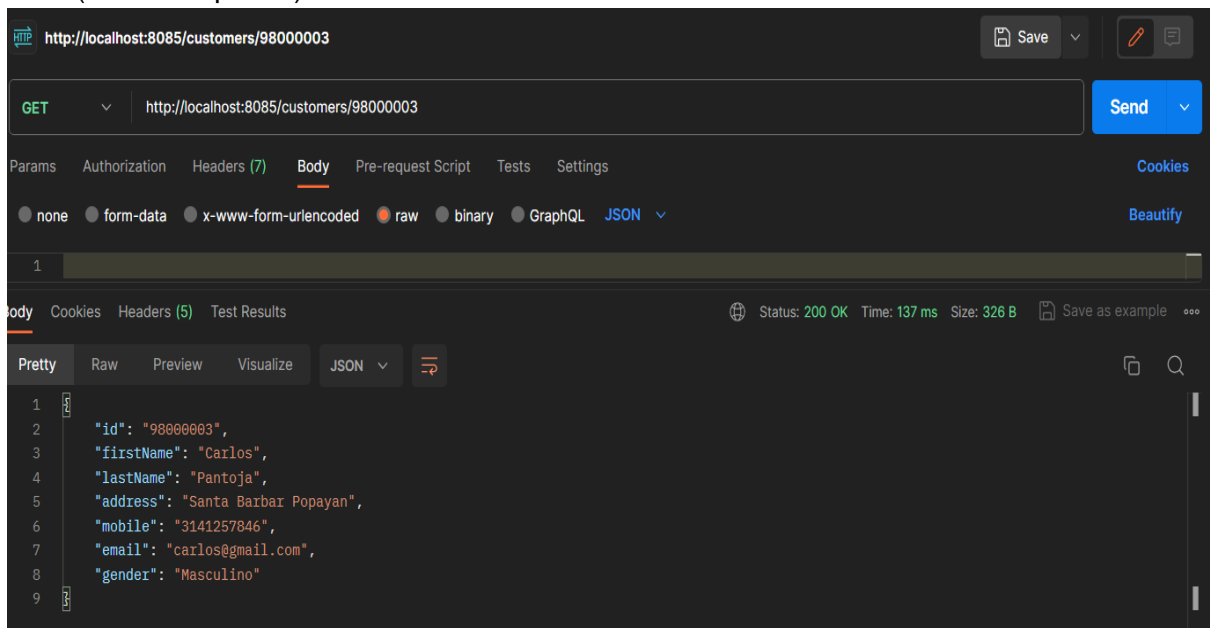 HTTP http://localhost:8085/customers/98000003 Save
GET http://localhost:8085/customers/98000003 Send
Params Authorization Headers (7) Body Pre-request Script Tests Settings Cookies
none form-data x-www-form-urlencoded raw binary GraphQL JSON Beautify
1
Body Cookies Headers (5) Test Results Status: 200 OK Time: 137 ms Size: 326 B Save as example
Pretty Raw Preview Visualize JSON
1 {
2 "id": "98000003",
3 "firstName": "Carlos",
4 "lastName": "Pantoja",
5 "address": "Santa Barbar Popayan",
6 "mobile": "3141257846",
7 "email": "carlos@gmail.com",
8 "gender": "Masculino"
9 }